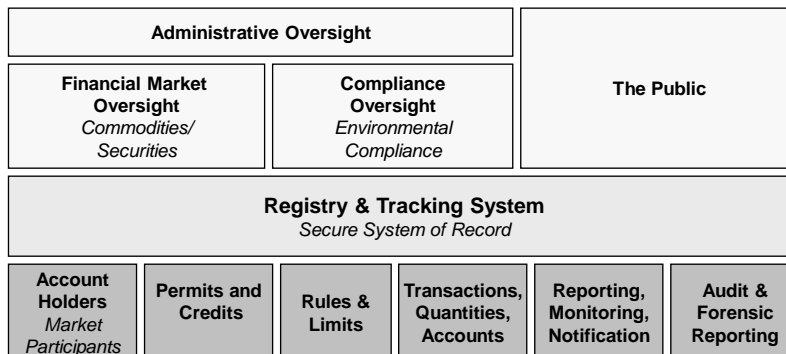 Administrative Oversight
Financial Market
Oversight
Commodities/
Securities
Compliance
Oversight
Environmental
Compliance
The Public
Registry & Tracking System
Secure System of Record
Account
Holders
Market
Participants
Permits and
Credits
Rules &
Limits
Transactions,
Quantities,
Accounts
Reporting,
Monitoring,
Notification
Audit &
Forensic
Reporting